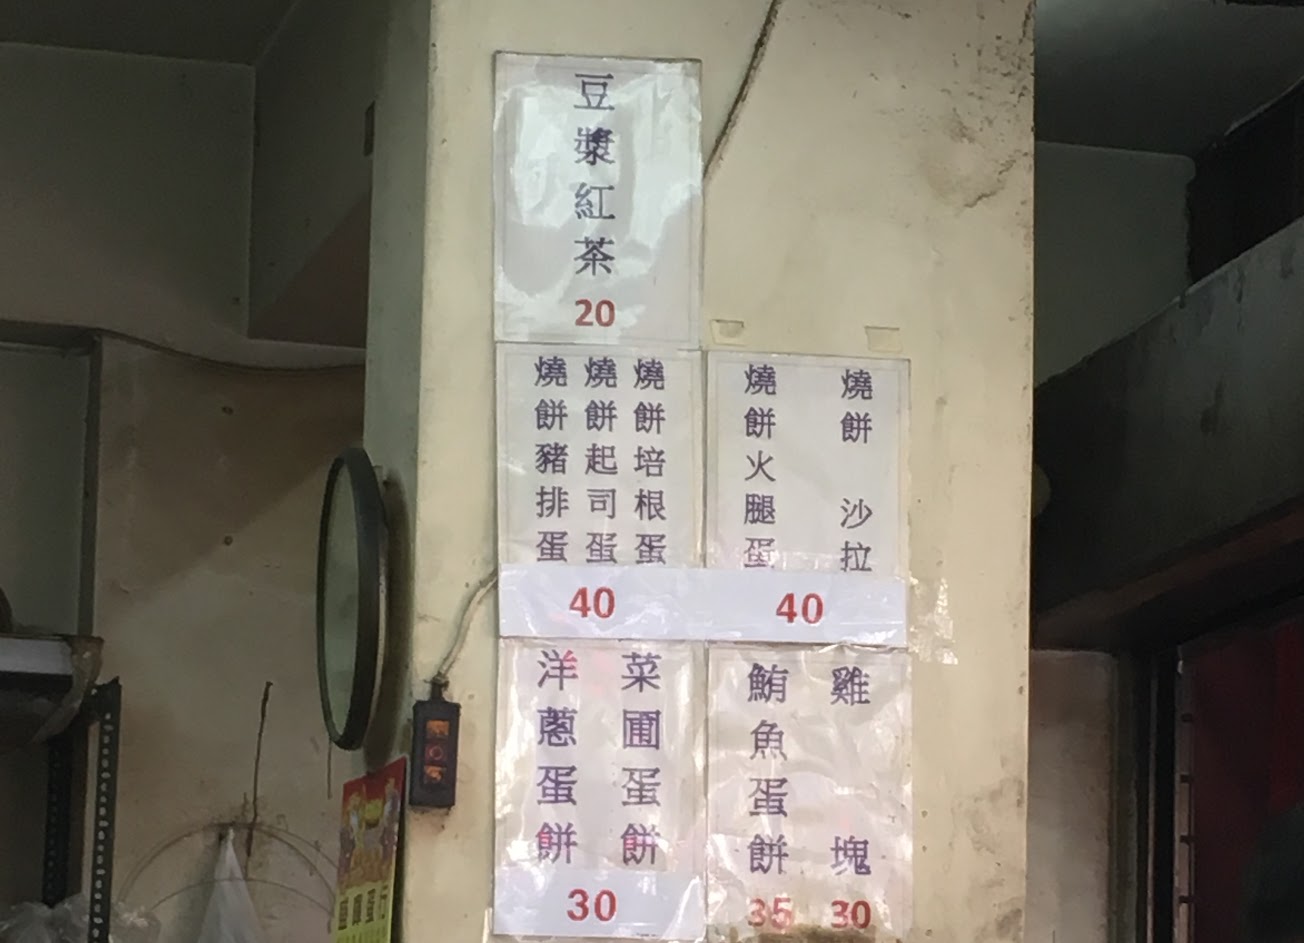 豆漿紅茶
20
燒餅培根蛋
燒餅起司蛋
燒餅豬排蛋
40
燒餅 沙拉
燒餅火腿蛋
40
菜圃蛋餅
洋蔥蛋餅
30
雞塊
30
鮪魚蛋餅
35